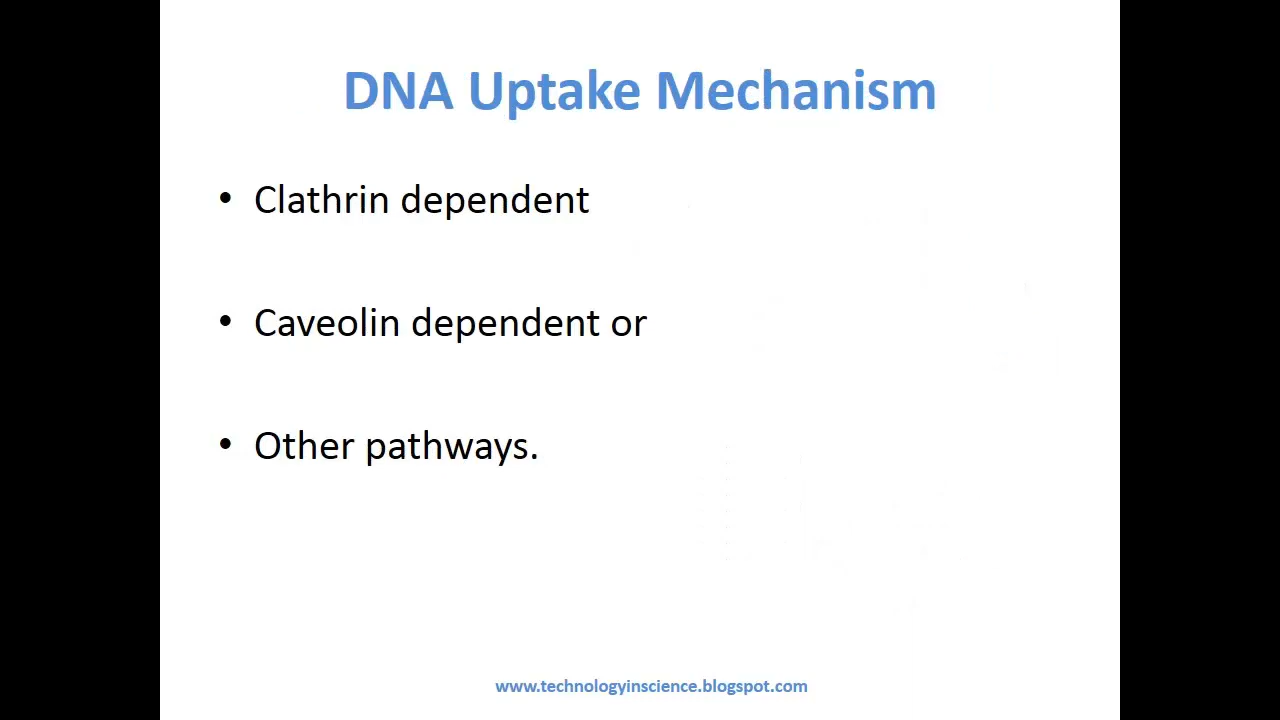 DNA Uptake Mechanism
• Clathrin dependent
• Caveolin dependent or
• Other pathways.
www.technologyinscience.blogspot.com